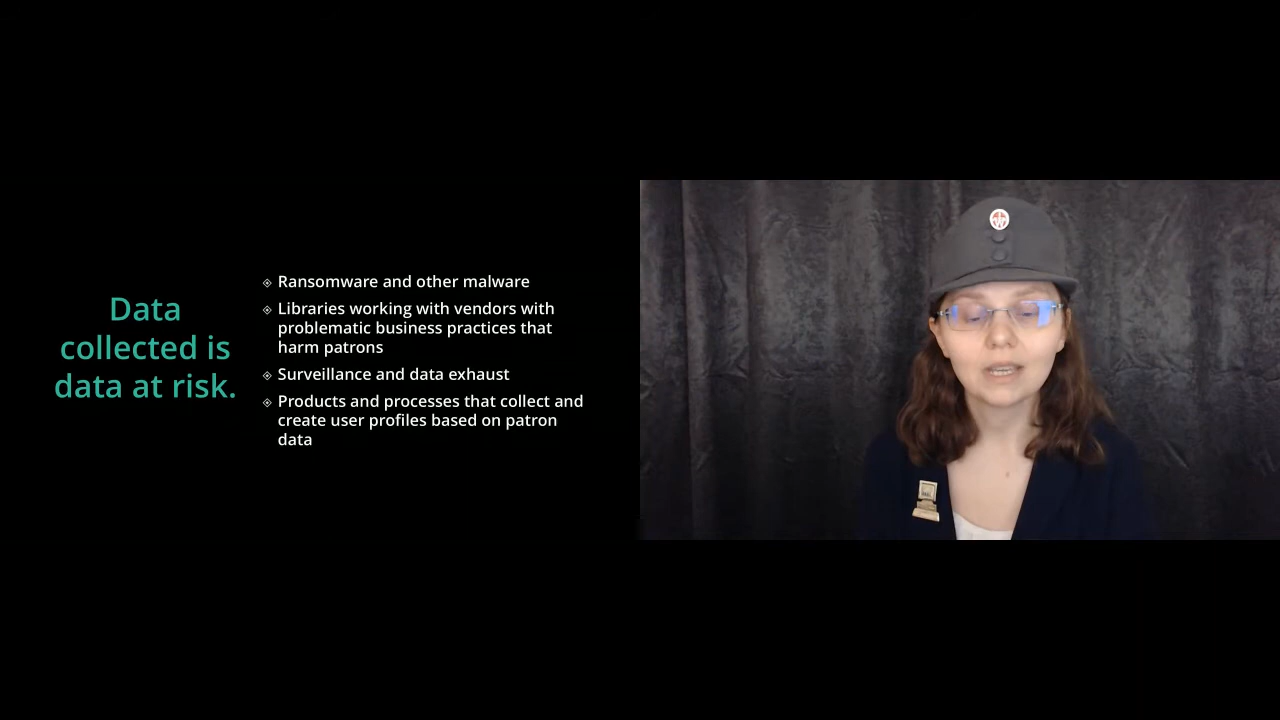 Data
collected is
data at risk.
Ransomware and other malware
Libraries working with vendors with
problematic business practices that
harm patrons
Surveillance and data exhaust
Products and processes that collect and
create user profiles based on patron
data